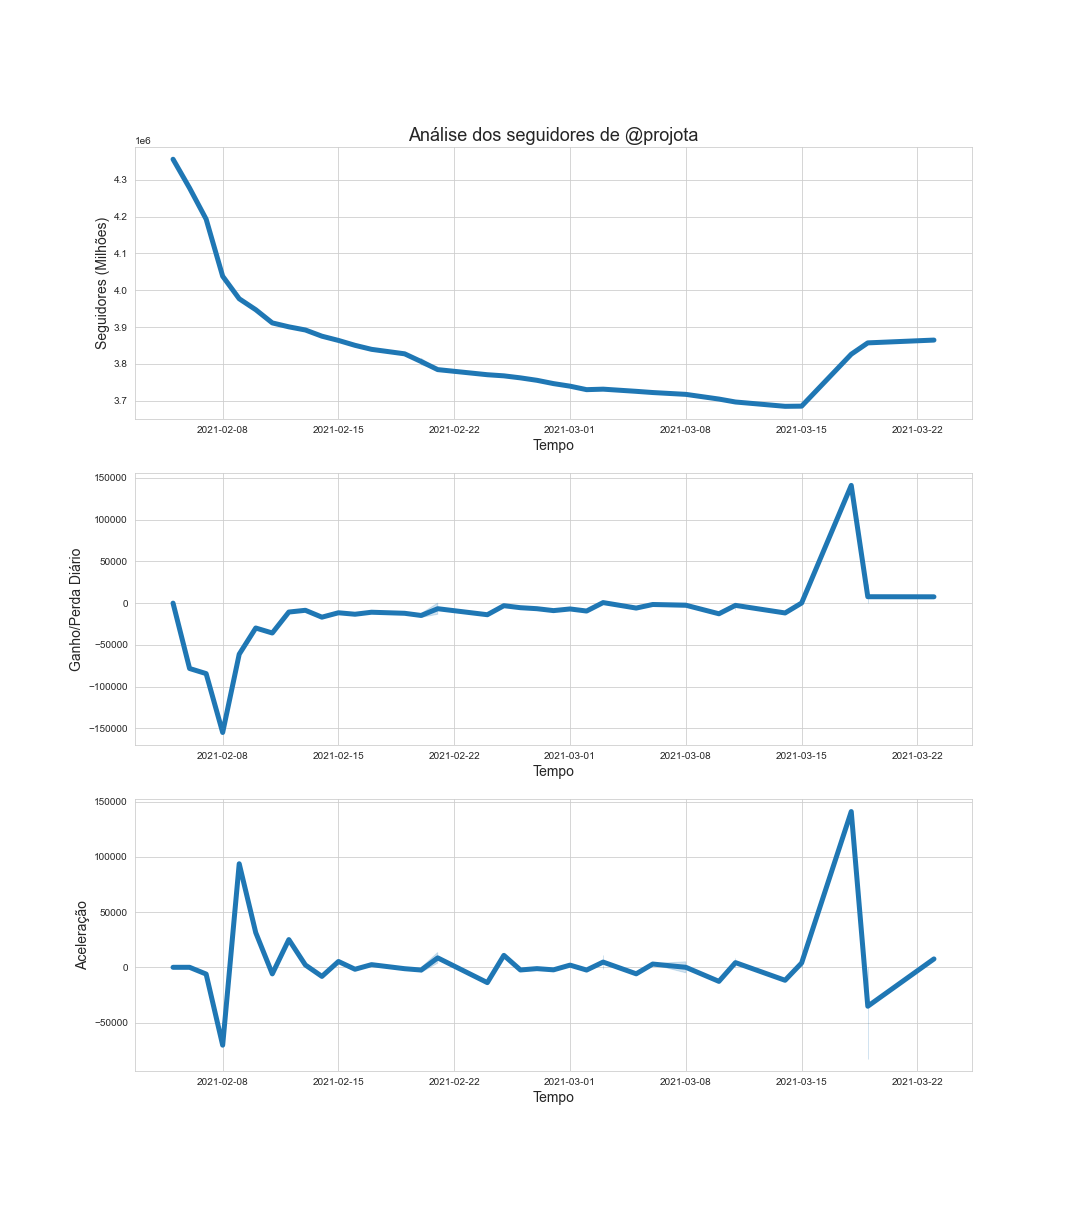 Análise dos seguidores de @projota
1e6
4.3
4.2
4.1
4.0
3.9
3.8
3.7
Seguidores (Milhões)
2021-02-08 2021-02-15 2021-02-22 2021-03-01 2021-03-08 2021-03-15 2021-03-22
Tempo
150000
100000
50000
0
−50000
−100000
−150000
Ganho/Perda Diário
2021-02-08 2021-02-15 2021-02-22 2021-03-01 2021-03-08 2021-03-15 2021-03-22
Tempo
150000
100000
50000
0
−50000
Aceleração
2021-02-08 2021-02-15 2021-02-22 2021-03-01 2021-03-08 2021-03-15 2021-03-22
Tempo